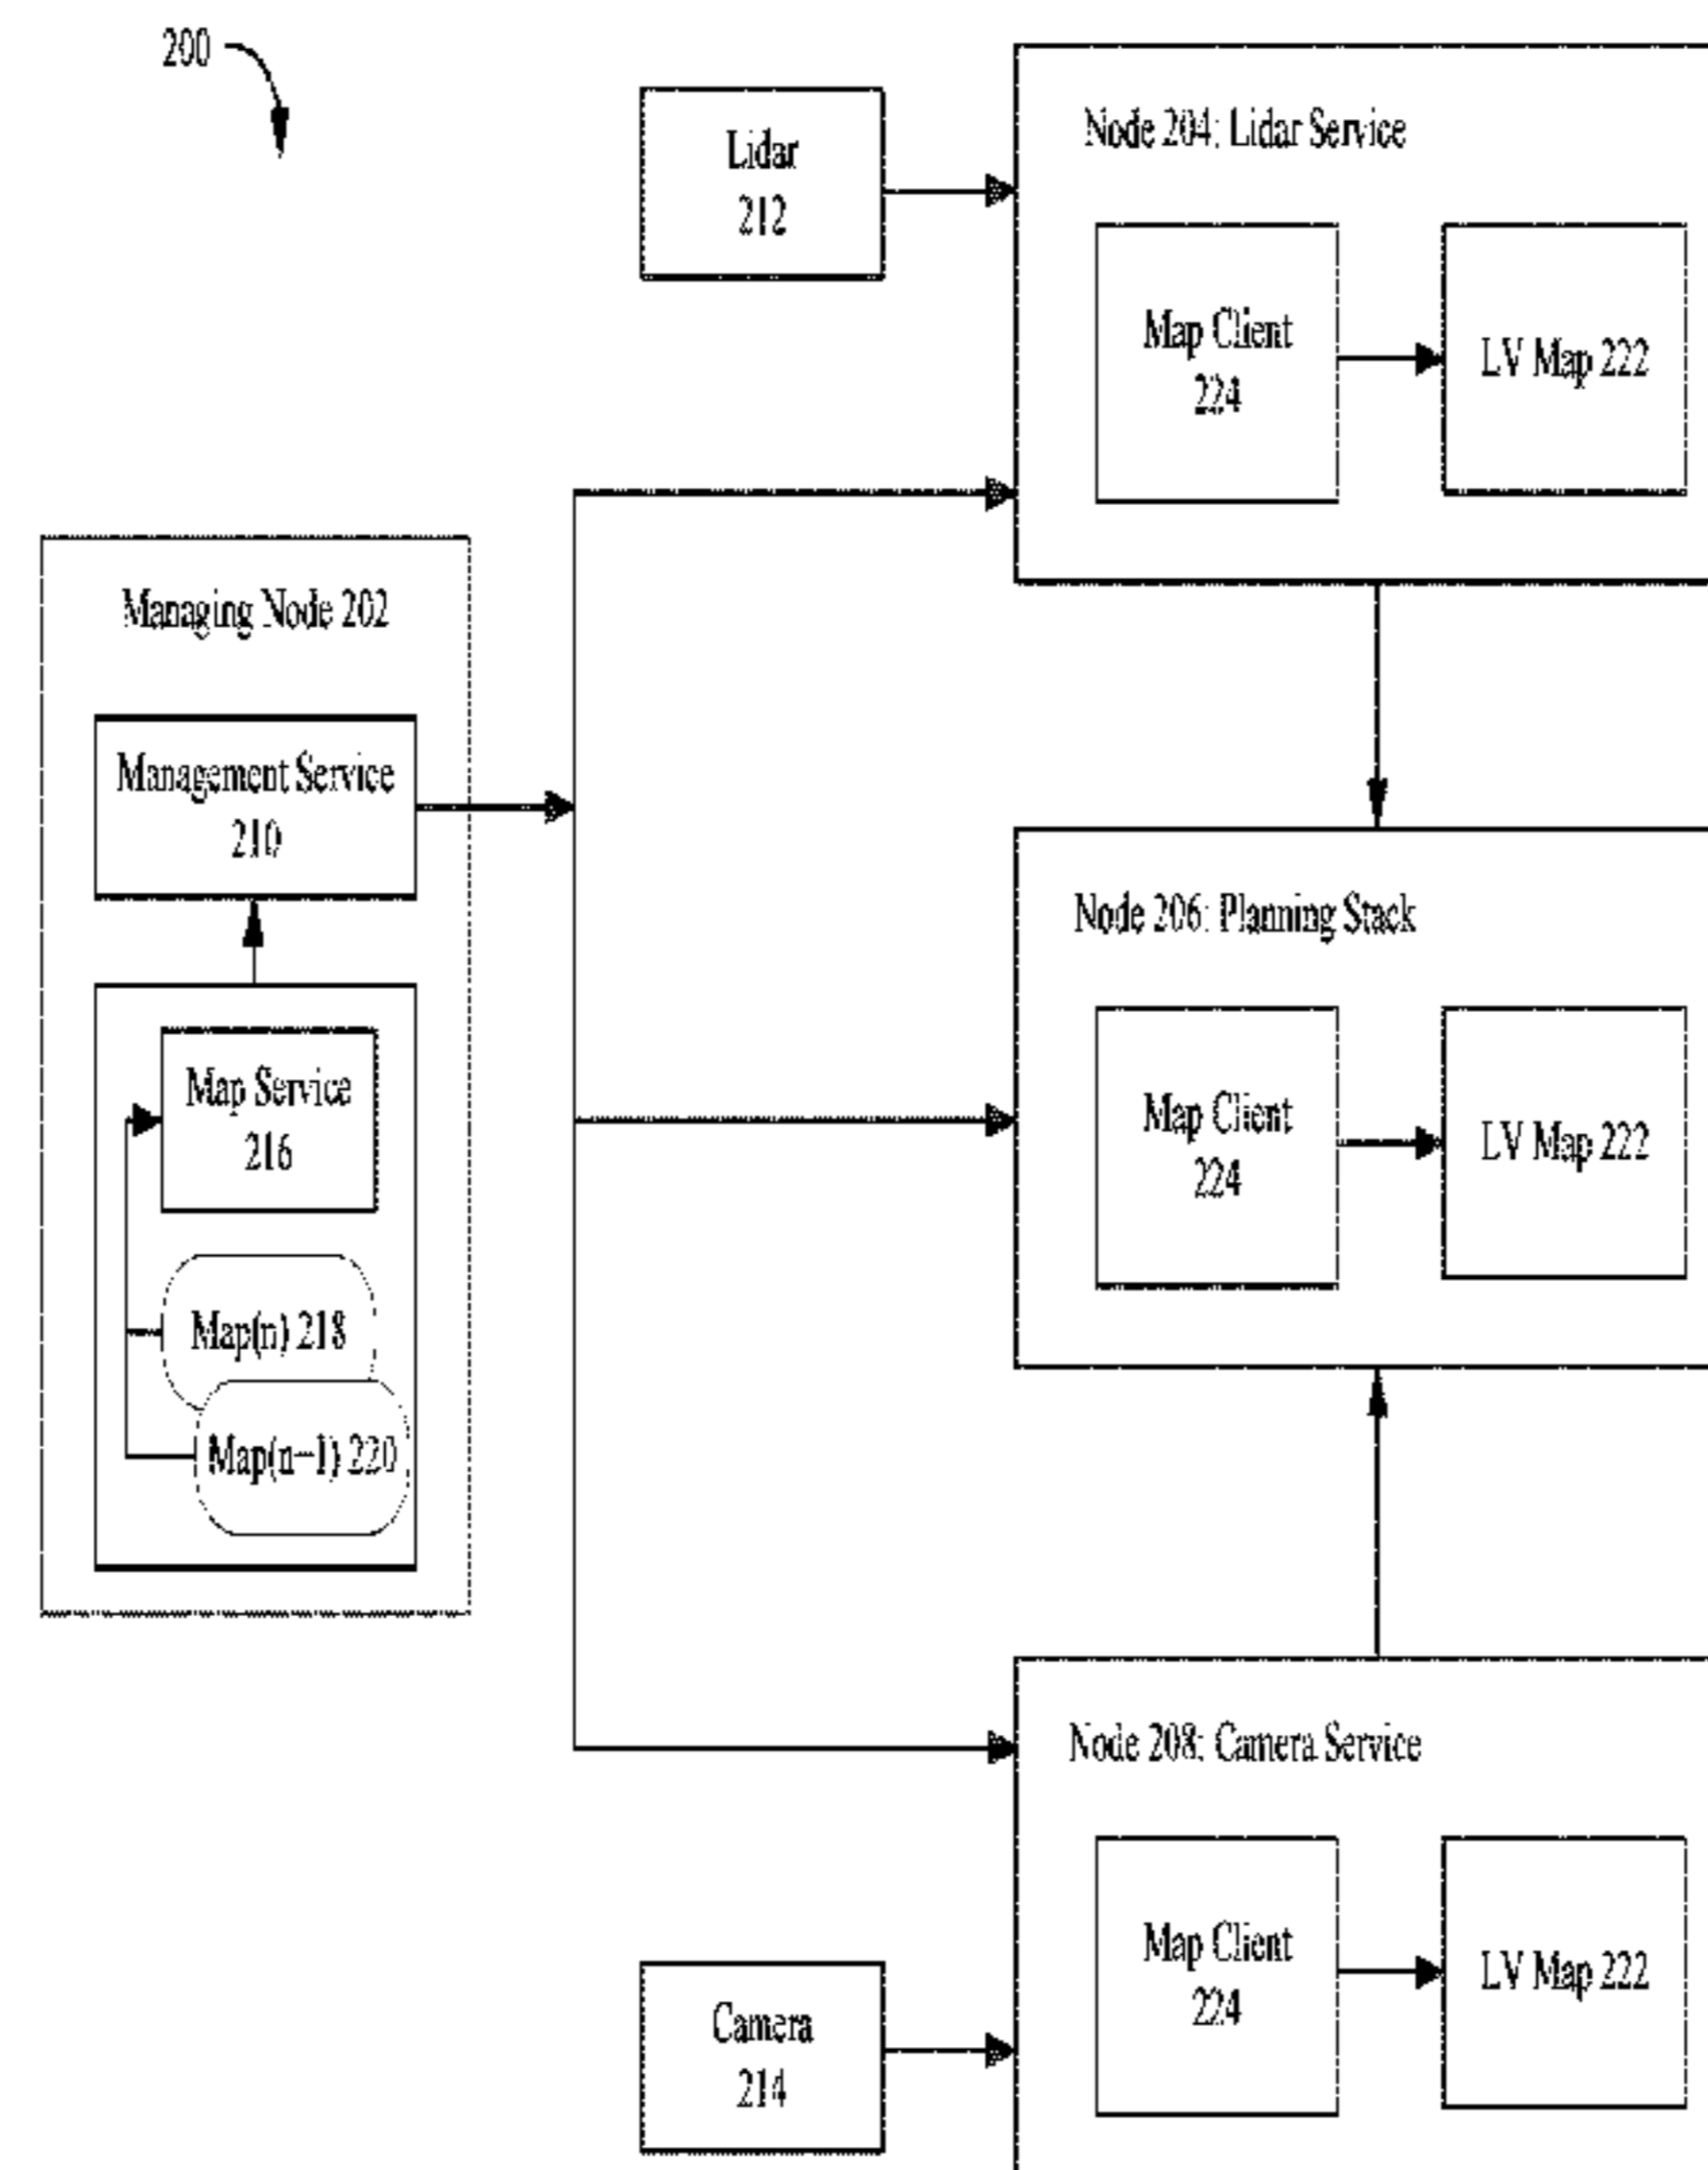 200
Lidar
212
Node 204: Lidar Service
Map Client
224
LV Map 222
Managing Node 202
Management Service
210
Map Service
216
Map(n) 218
Map(n-1) 220
Node 206: Planning Stack
Map Client
224
LV Map 222
Node 208: Camera Service
Map Client
224
LV Map 222
Camera
214